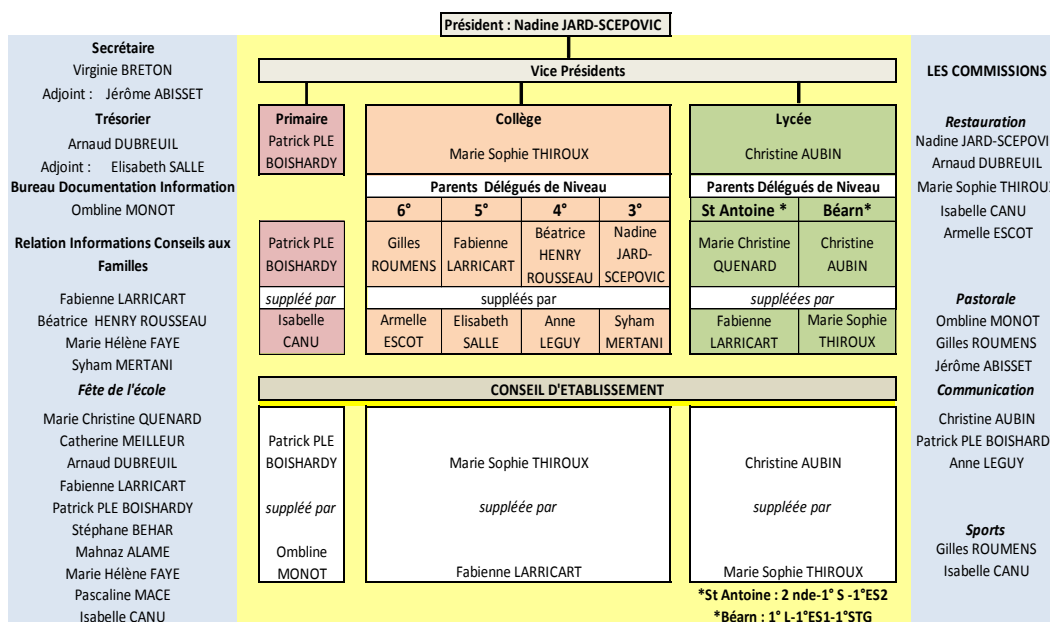 Président : Nadine JARD-SCEPOVIC
Secrétaire
Virginie BRETON
Adjoint : Jérôme ABISSET
Trésorier
Arnaud DUBREUIL
Adjoint : Elisabeth SALLE
Bureau Documentation Information
Ombline MONOT
Relation Informations Conseils aux
Familles
Fabienne LARRICART
Béatrice HENRY ROUSSEAU
Marie Hélène FAYE
Syham MERTANI
Fête de l'école
Marie Christine QUENARD
Catherine MEILLEUR
Arnaud DUBREUIL
Fabienne LARRICART
Patrick PLE BOISHARDY
Stéphane BEHAR
Mahnaz ALAME
Marie Hélène FAYE
Pascaline MACE
Isabelle CANU
Vice Présidents
Primaire
Patrick PLE
BOISHARDY
Collège
Marie Sophie THIROUX
Lycée
Christine AUBIN
Parents Délégués de Niveau
Parents Délégués de Niveau
6° 5° 4° 3°
St Antoine * Béarn*
Patrick PLE
BOISHARDY
Gilles
ROUMENS
Fabienne
LARRICART
Béatrice
HENRY
ROUSSEAU
Nadine
JARD-
SCEPOVIC
Marie Christine
QUENARD
Christine
AUBIN
suppléé par
suppléés par
suppléées par
Isabelle
CANU
Armelle
ESCOT
Elisabeth
SALLE
Anne
LEGUY
Syham
MERTANI
Fabienne
LARRICART
Marie Sophie
THIROUX
CONSEIL D'ETABLISSEMENT
Patrick PLE
BOISHARDY
suppléé par
Ombline
MONOT
Marie Sophie THIROUX
suppléée par
Fabienne LARRICART
Christine AUBIN
suppléée par
Marie Sophie THIROUX
*St Antoine : 2 nde-1° S -1°ES2
*Béarn : 1° L-1°ES1-1°STG
LES COMMISSIONS
Restauration
Nadine JARD-SCEPOVI
Arnaud DUBREUIL
Marie Sophie THIROUX
Isabelle CANU
Armelle ESCOT
Pastorale
Ombline MONOT
Gilles ROUMENS
Jérôme ABISSET
Communication
Christine AUBIN
Patrick PLE BOISHARD
Anne LEGUY
Sports
Gilles ROUMENS
Isabelle CANU